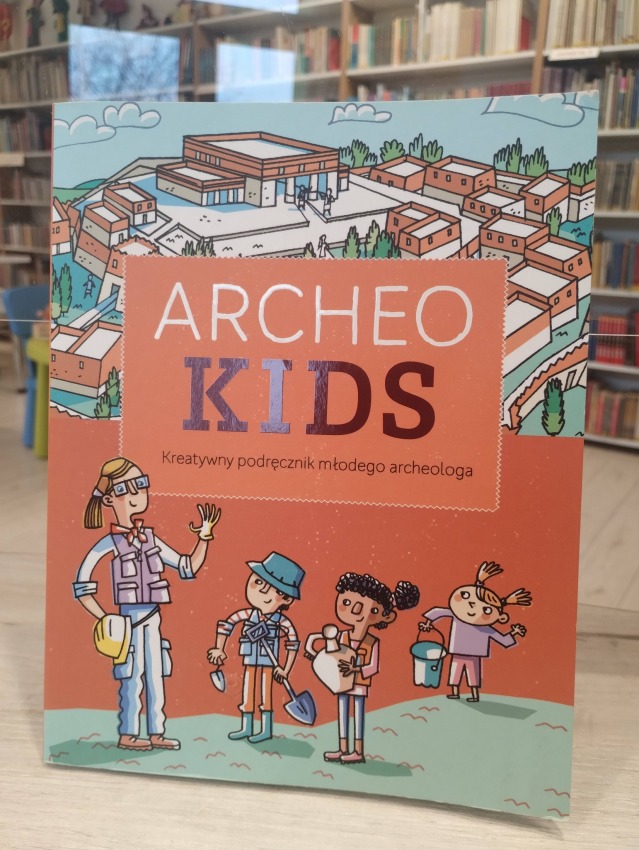 ARCHEO
KIDS
Kreatywny podręcznik młodego archeologa